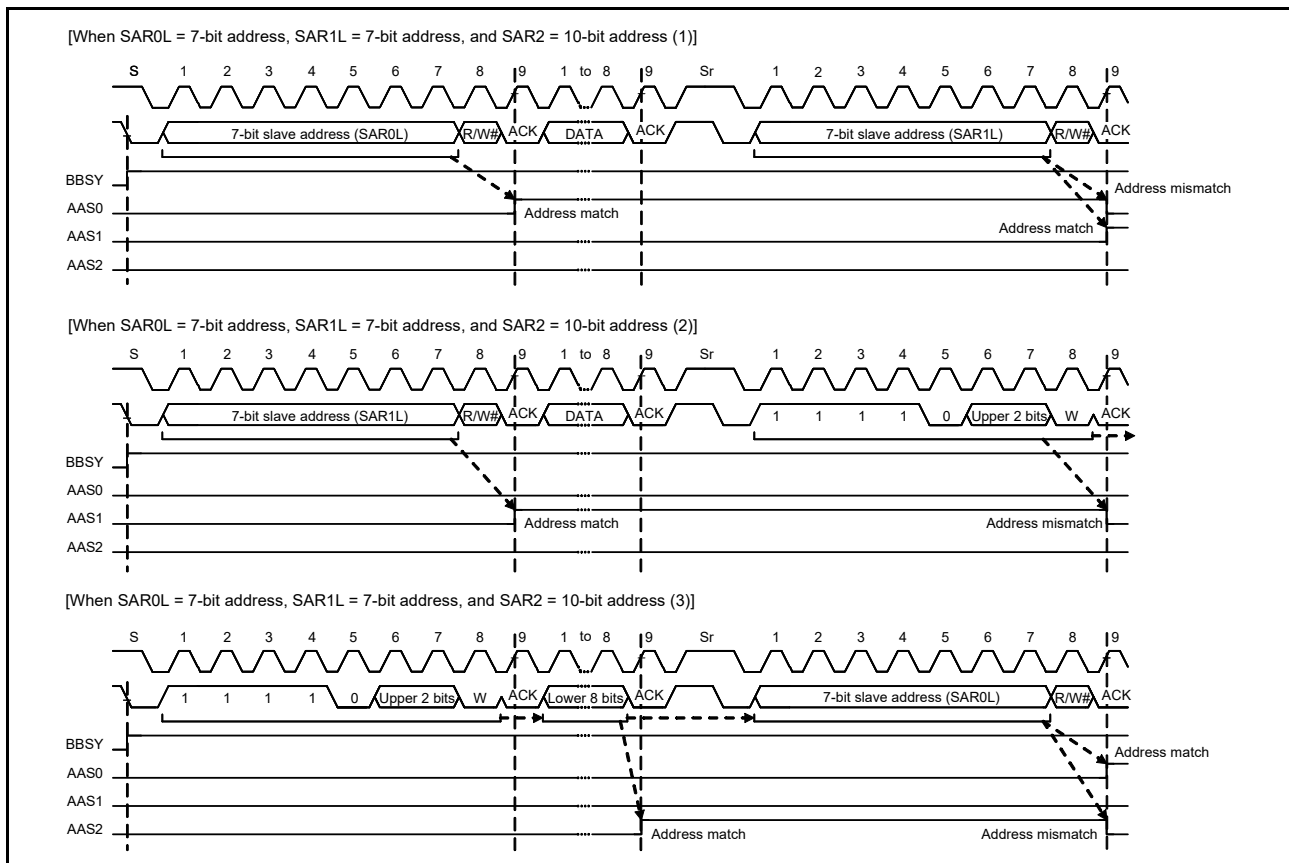 [When SAR0L = 7-bit address, SAR1L = 7-bit address, and SAR2 = 10-bit address (1)]
S 1 2 3 4 5 6 7 8 9 1 to 8 9 Sr 1 2 3 4 5 6 7 8 9
7-bit slave address (SAR0L) R/W# ACK DATA ACK 7-bit slave address (SAR1L) R/W# ACK
BBSY
Address mismatch
AAS0
Address match
Address match
AAS1
AAS2
[When SAR0L = 7-bit address, SAR1L = 7-bit address, and SAR2 = 10-bit address (2)]
S 1 2 3 4 5 6 7 8 9 1 to 8 9 Sr 1 2 3 4 5 6 7 8 9
7-bit slave address (SAR1L) R/W# ACK DATA ACK 1 1 1 1 0 Upper 2 bits W ACK
BBSY
AAS0
AAS1
Address match Address mismatch
AAS2
[When SAR0L = 7-bit address, SAR1L = 7-bit address, and SAR2 = 10-bit address (3)]
S 1 2 3 4 5 6 7 8 9 1 to 8 9 Sr 1 2 3 4 5 6 7 8 9
1 1 1 1 0 Upper 2 bits W ACK Lower 8 bits ACK 7-bit slave address (SAR0L) R/W# ACK
BBSY
Address match
AAS0
AAS1
AAS2
Address match Address mismatch